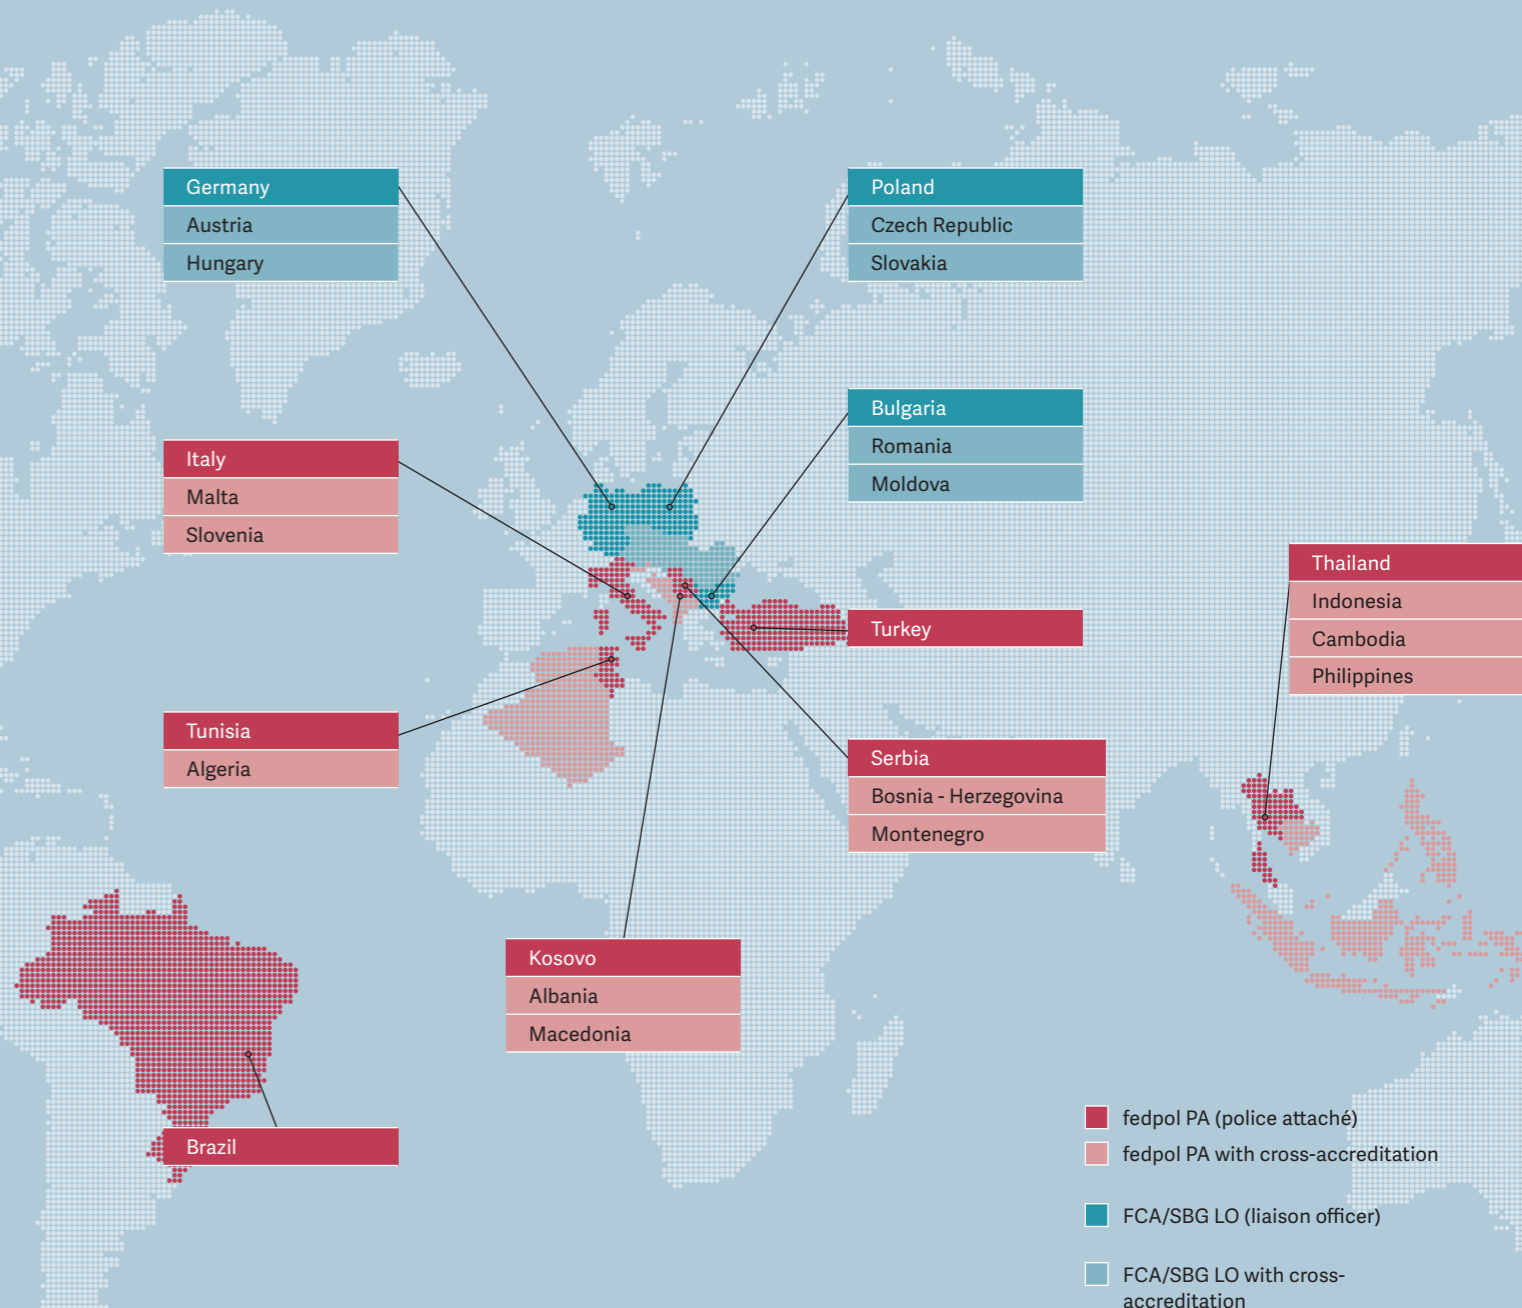 Germany
Austria
Hungary
Poland
Czech Republic
Slovakia
Bulgaria
Romania
Moldova
Italy
Malta
Slovenia
Thailand
Indonesia
Cambodia
Philippines
Turkey
Tunisia
Algeria
Serbia
Bosnia - Herzegovina
Montenegro
Kosovo
Albania
Macedonia
Brazil
fedpol PA (police attaché)
fedpol PA with cross-accreditation
FCA/SBG LO (liaison officer)
FCA/SBG LO with cross-
accreditation